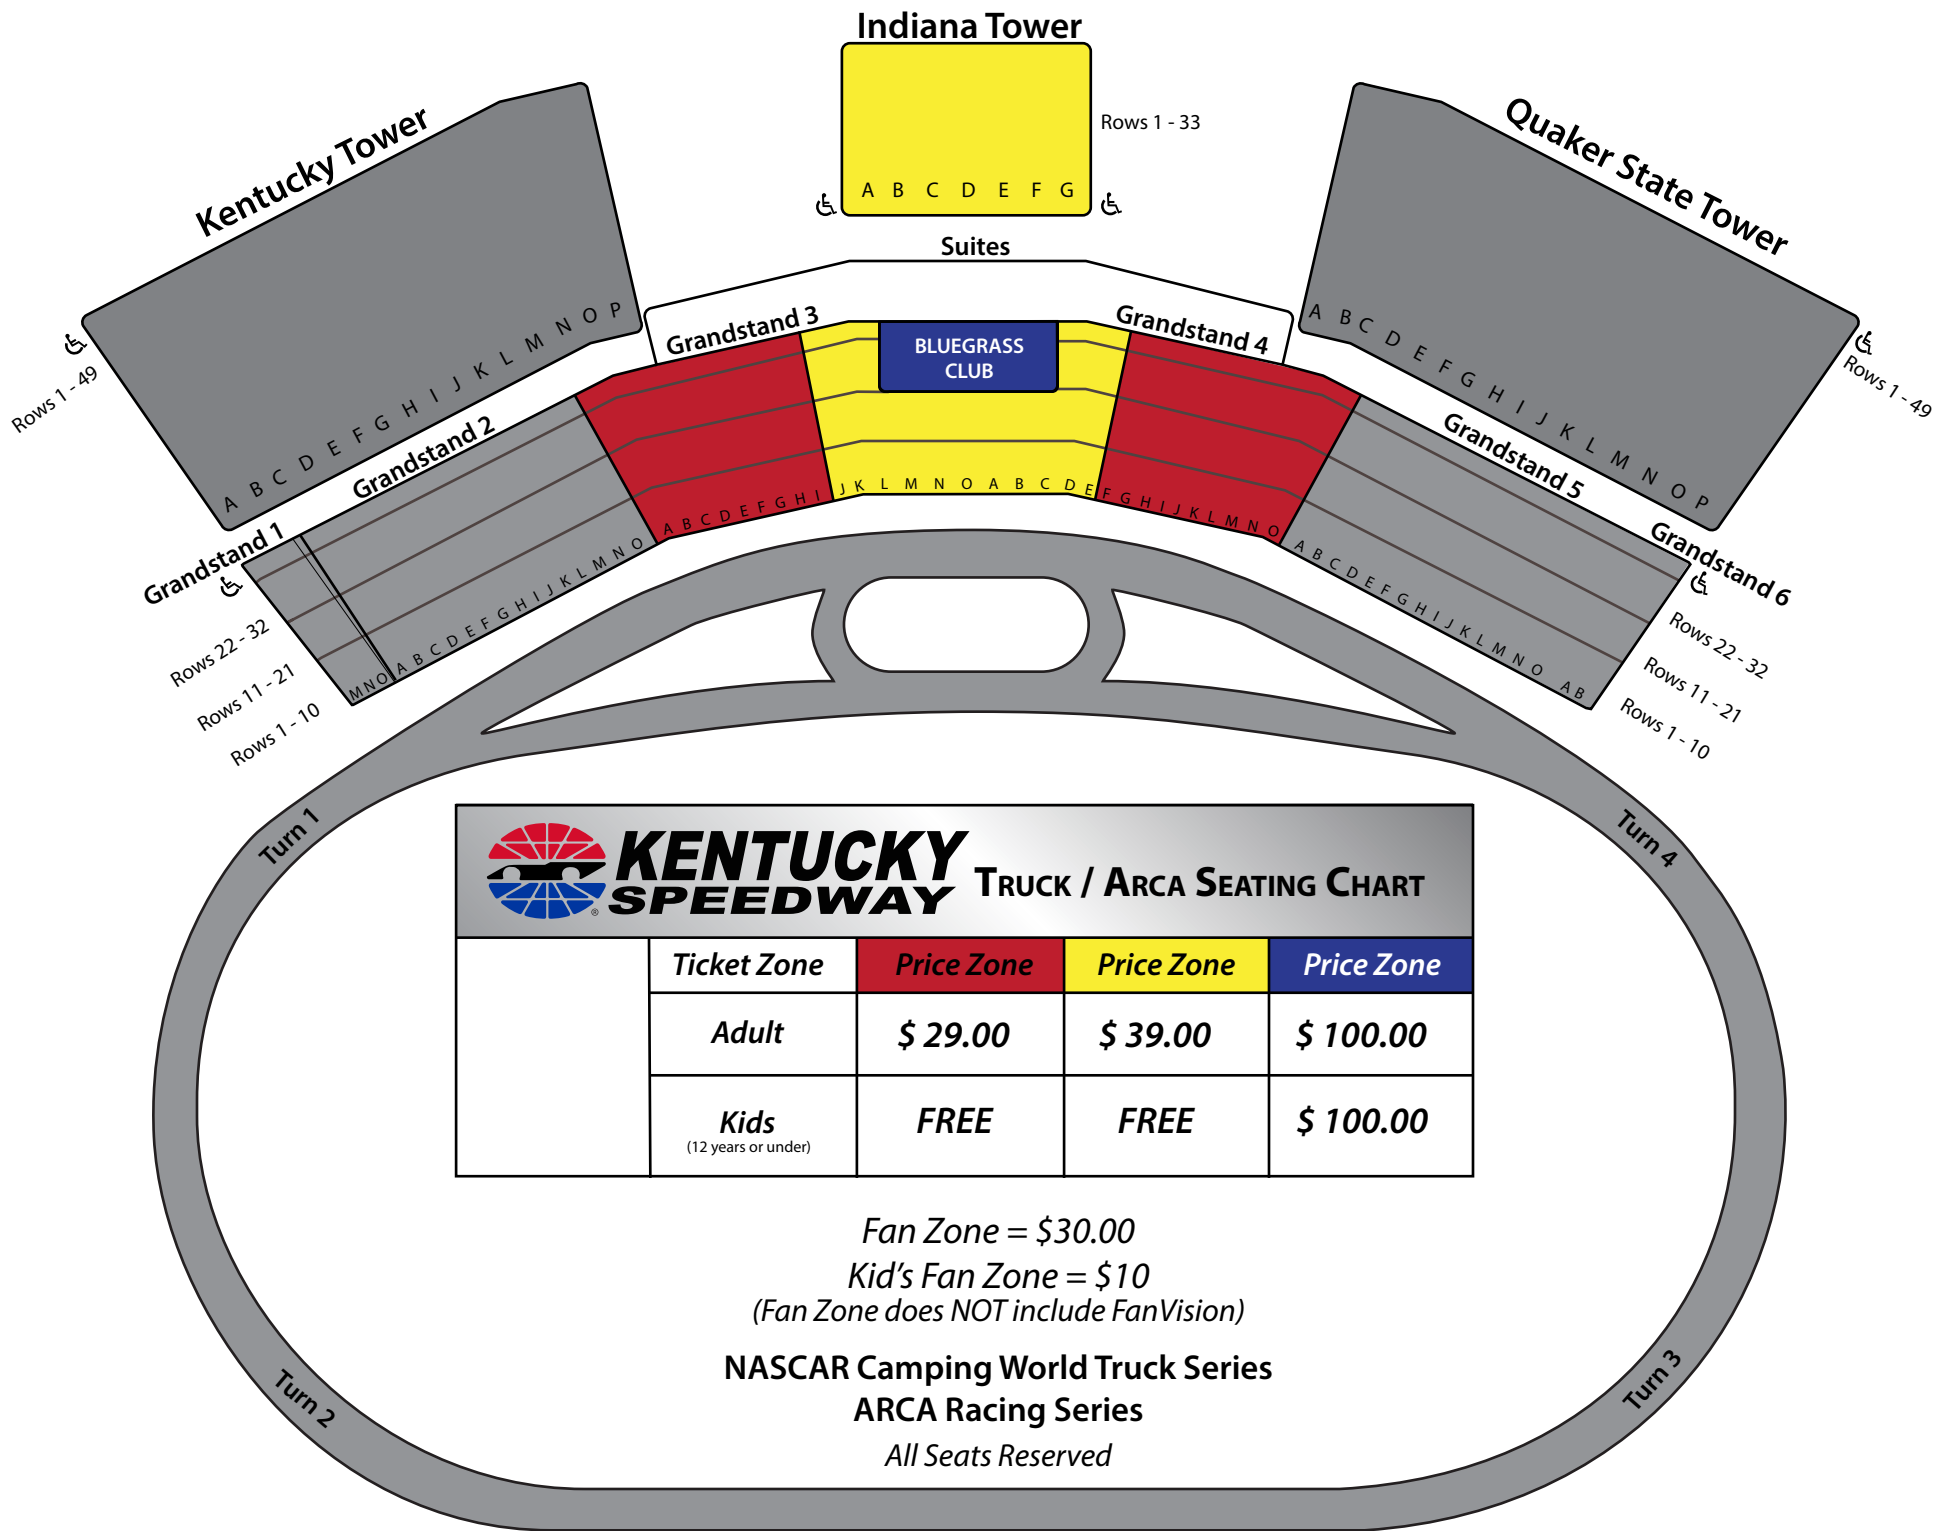 Indiana Tower
Rows 1 - 33
A B C D E F G
Kentucky Tower
Rows 1 - 49
A B C D E F G H I J K L M N O P
Quaker State Tower
Rows 1 - 49
A B C D E F G H I J K L M N O P
Suites
Grandstand 1
Grandstand 2
Grandstand 3
BLUEGRASS
CLUB
Grandstand 4
Grandstand 5
Grandstand 6
M N O
A B C D E F G H I J K L M N O
A B C D E F G H I J K L M N O
A B C D E F G H I J K L M N O
A B C D E F G H I J K L M N O
A B
Rows 22 - 32
Rows 11 - 21
Rows 1 - 10
Rows 22 - 32
Rows 11 - 21
Rows 1 - 10
Turn 1
Turn 4
KENTUCKY
SPEEDWAY
®
TRUCK / ARCA SEATING CHART
Ticket Zone Price Zone Price Zone Price Zone
Adult $ 29.00 $ 39.00 $ 100.00
Kids FREE FREE $ 100.00
(12 years or under)
Fan Zone = $30.00
Kid's Fan Zone = $10
(Fan Zone does NOT include FanVision)
NASCAR Camping World Truck Series
ARCA Racing Series
All Seats Reserved
Turn 2
Turn 3